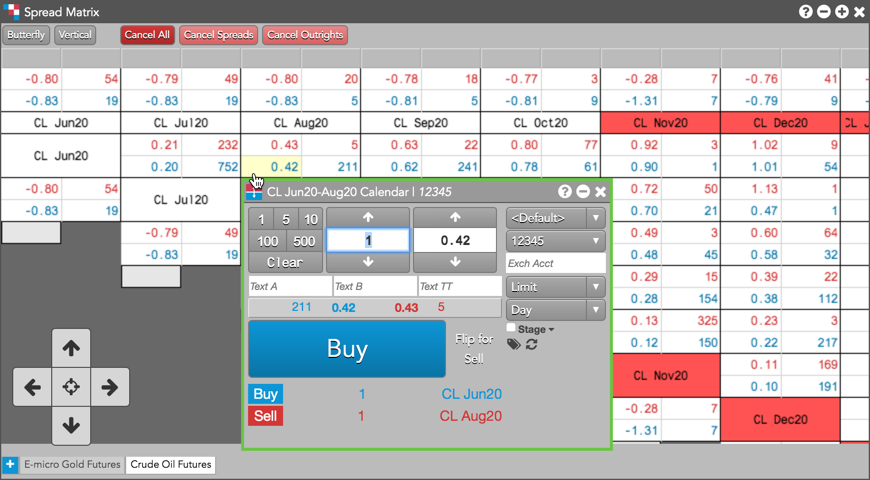 Spread Matrix
Butterfly Vertical Cancel All Cancel Spreads Cancel Outrights
-0.80 54 -0.79 49 -0.80 20 -0.78 18 -0.77 3 -0.28 7 -0.76 41
-0.83 19 -0.83 19 -0.83 5 -0.81 5 -0.81 9 -1.31 7 -0.79 9
CL Jun20 CL Jul20 CL Aug20 CL Sep20 CL Oct20 CL Nov20 CL Dec20 CL J
0.21 232 0.43 5 0.63 22 0.80 77 0.92 3 1.02 9
CL Jun20
0.20 752 0.42 211 0.62 241 0.78 61 0.90 1 1.01 54
-0.80 54 CL Jul20 0.72 50 1.13 1
-0.83 19 0.70 21 0.47 1
-0.79 49 0.49 3 0.60 64
-0.83 19 0.48 45 0.58 32
0.29 15 0.39 22
0.28 154 0.38 112
0.13 325 0.23 3
0.12 150 0.22 217
CL Nov20 0.11 169
0.10 191
-0.28 7 CL Dec20
-1.31 7
CL Jun20-Aug20 Calendar | 12345
1 5 10
100 500
Clear
1
0.42
<Default>
12345
Exch Acct
Limit
Day
Stage
Text A Text B Text TT
211 0.42 0.43 5
Buy
Flip for
Sell
Buy 1 CL Jun20
Sell 1 CL Aug20
+ E-micro Gold Futures Crude Oil Futures